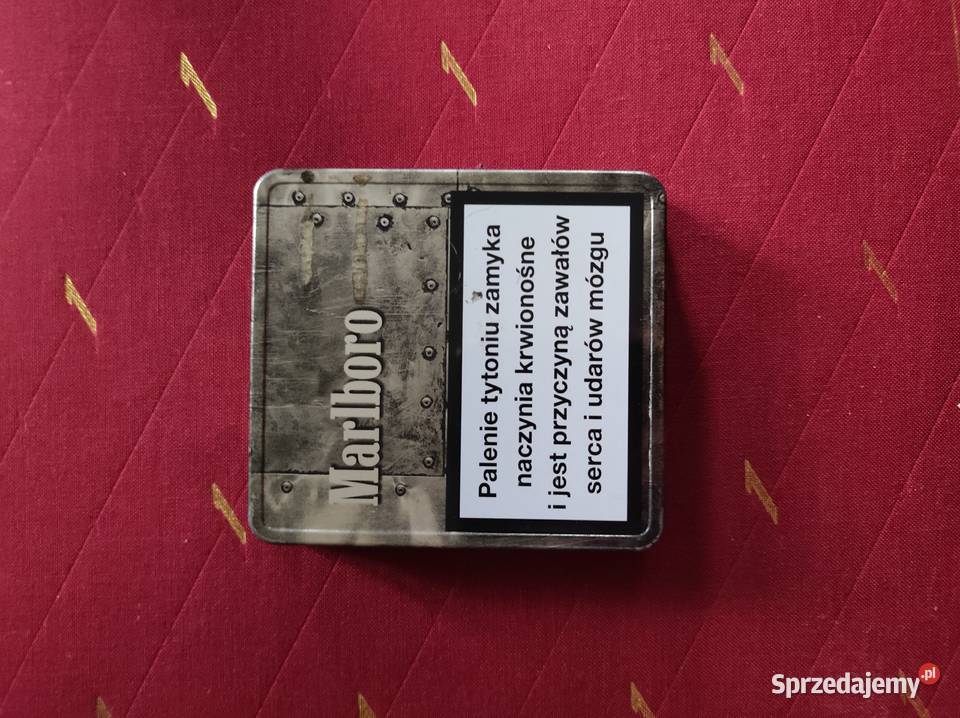 Marlboro
Palenie tytoniu zamyka
naczynia krwionośne
i jest przyczyną zawałów
serca i udarów mózgu
Sprzedajemy.pl